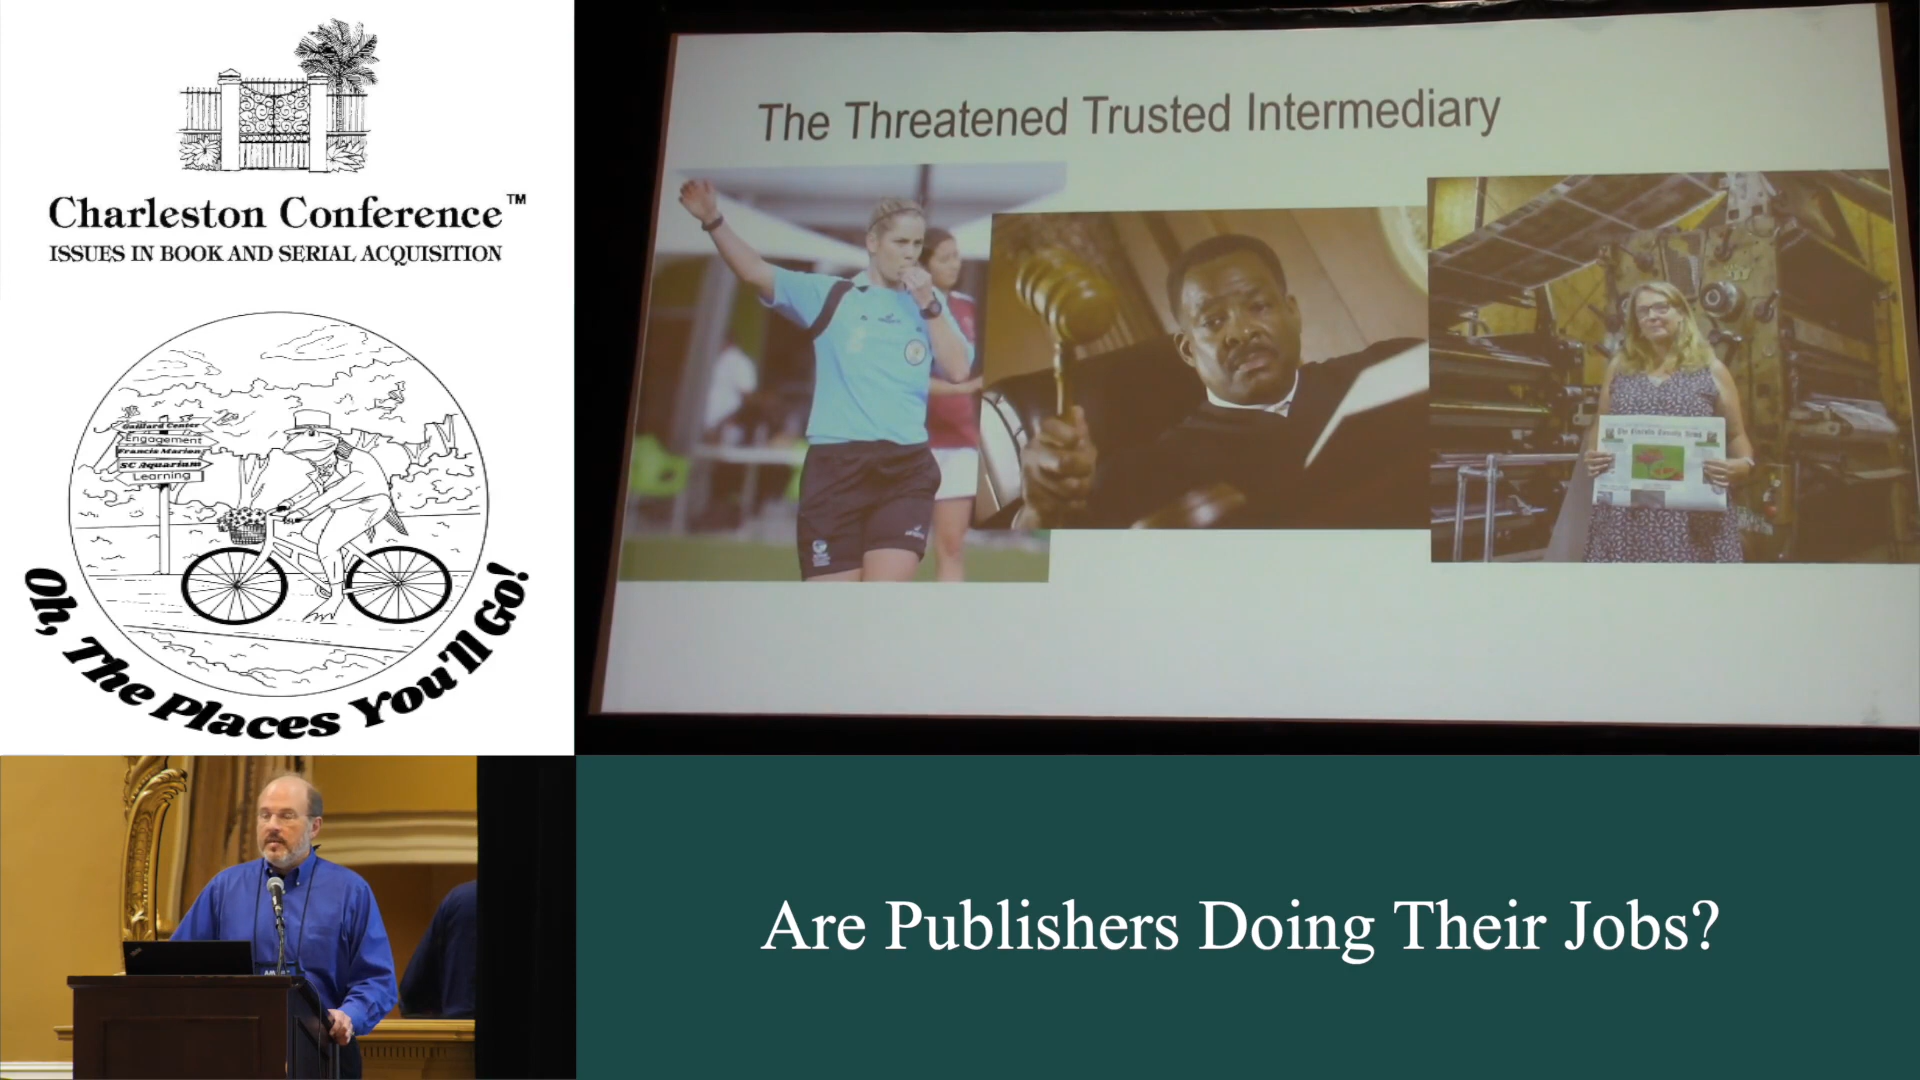 Charleston Conference™
ISSUES IN BOOK AND SERIAL ACQUISITION
Gaillard Center
Engagement
Francis Marion
SC Aquarium
Learning
Oh, The Places You'll Go!
The Threatened Trusted Intermediary
Are Publishers Doing Their Jobs?